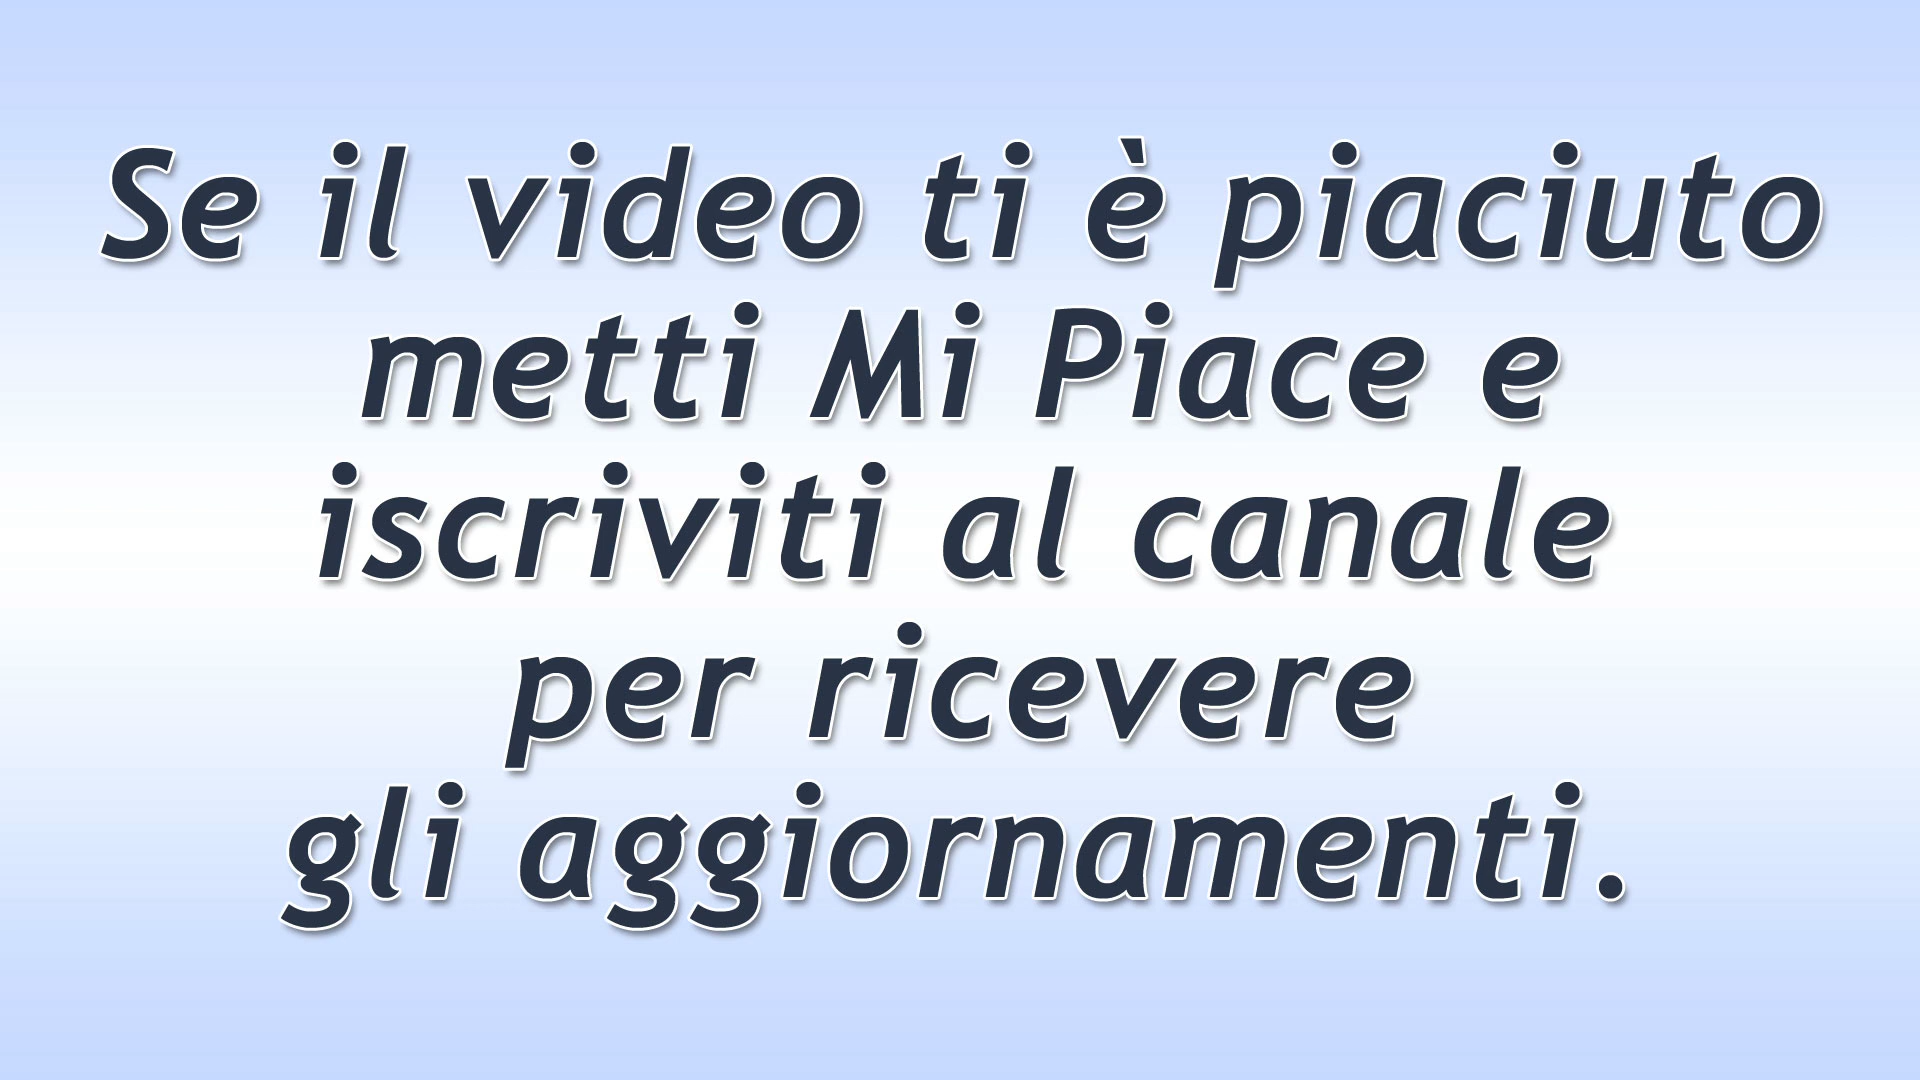 Se il video ti è piaciuto
metti Mi Piace e
iscriviti al canale
per ricevere
gli aggiornamenti.